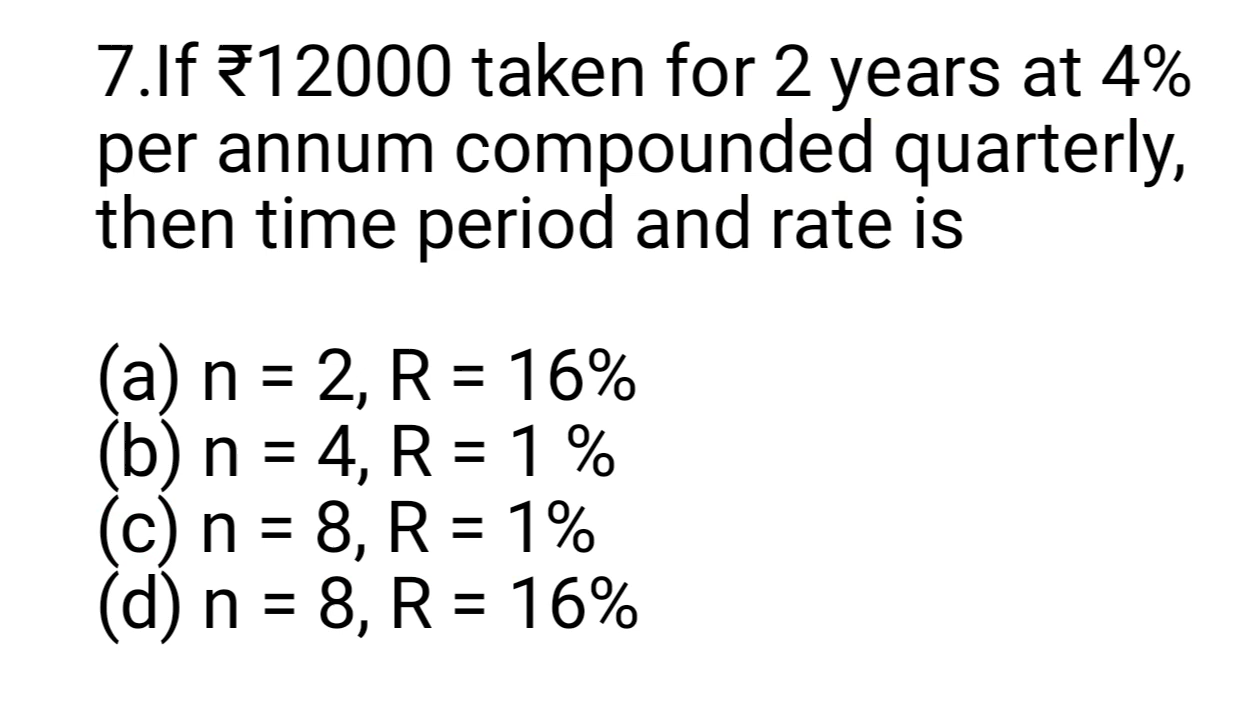 7.If ₹12000 taken for 2 years at 4%
per annum compounded quarterly,
then time period and rate is
(a) n = 2, R = 16%
(b) n = 4, R = 1 %
(c) n = 8, R = 1%
(d) n = 8, R = 16%